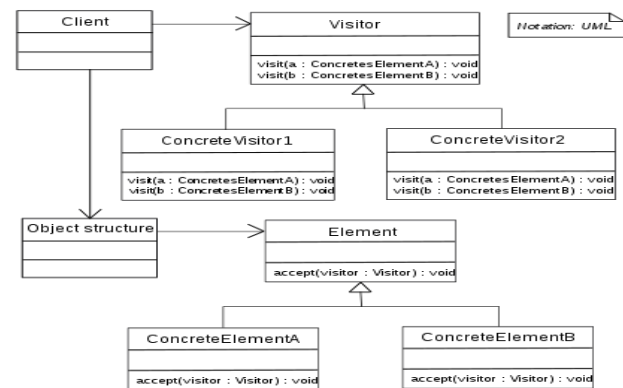 Client
Visitor
Notation: UML
visit(a : ConcretesElementA) : void
visit(b : ConcretesElementB) : void
ConcreteVisitor1
ConcreteVisitor2
visit(a : ConcretesElementA) : void
visit(b : ConcretesElementB) : void
visit(a : ConcretesElementA) : void
visit(b : ConcretesElementB) : void
Object structure
Element
accept(visitor : Visitor) : void
ConcreteElementA
ConcreteElementB
accept(visitor : Visitor) : void
accept(visitor : Visitor) : void